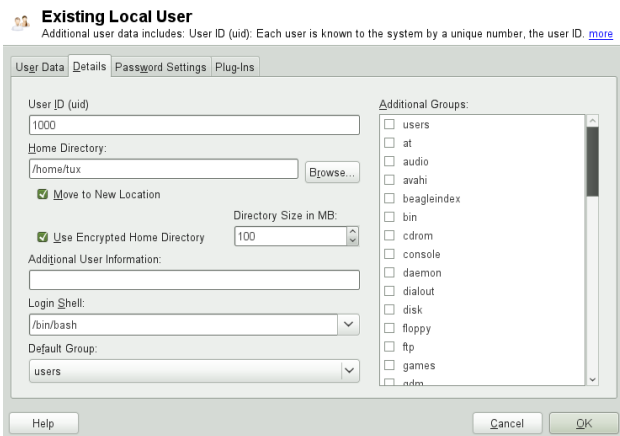 Existing Local User
Additional user data includes: User ID (uid): Each user is known to the system by a unique number, the user ID. more
User Data Details Password Settings Plug-Ins
User ID (uid)
1000
Home Directory:
/home/tux
Browse...
Move to New Location
Directory Size in MB:
Use Encrypted Home Directory
100
Additional User Information:
Login Shell:
/bin/bash
Default Group:
users
Additional Groups:
users
at
audio
avahi
beagleindex
bin
cdrom
console
daemon
dialout
disk
floppy
ftp
games
gdm
Help
Cancel
OK